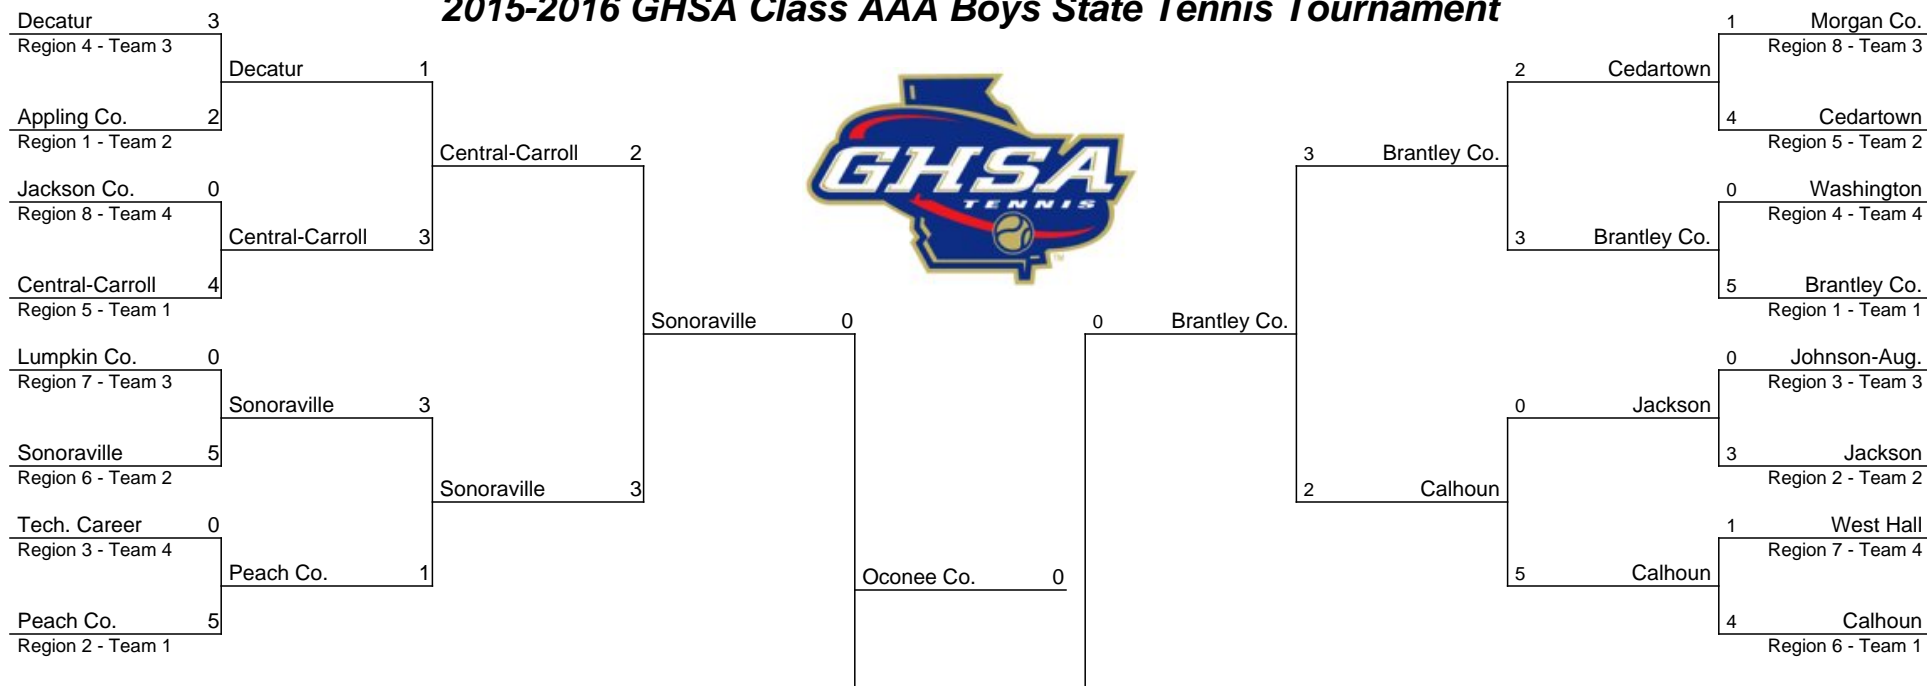 2015-2016 GHSA Class AAA Boys State Tennis Tournament
Decatur 3
Region 4 - Team 3
Decatur 1
Appling Co. 2
Region 1 - Team 2
Central-Carroll 2
Jackson Co. 0
Region 8 - Team 4
Central-Carroll 3
Central-Carroll 4
Region 5 - Team 1
Sonoraville 0
Lumpkin Co. 0
Region 7 - Team 3
Sonoraville 3
Sonoraville 5
Region 6 - Team 2
Sonoraville 3
Tech. Career 0
Region 3 - Team 4
Peach Co. 1
Peach Co. 5
Region 2 - Team 1
Oconee Co. 0
GHSA
TENNIS
TM
1 Morgan Co.
Region 8 - Team 3
2 Cedartown
4 Cedartown
Region 5 - Team 2
3 Brantley Co.
0 Washington
Region 4 - Team 4
3 Brantley Co.
5 Brantley Co.
Region 1 - Team 1
0 Brantley Co.
0 Johnson-Aug.
Region 3 - Team 3
0 Jackson
3 Jackson
Region 2 - Team 2
2 Calhoun
1 West Hall
Region 7 - Team 4
5 Calhoun
4 Calhoun
Region 6 - Team 1